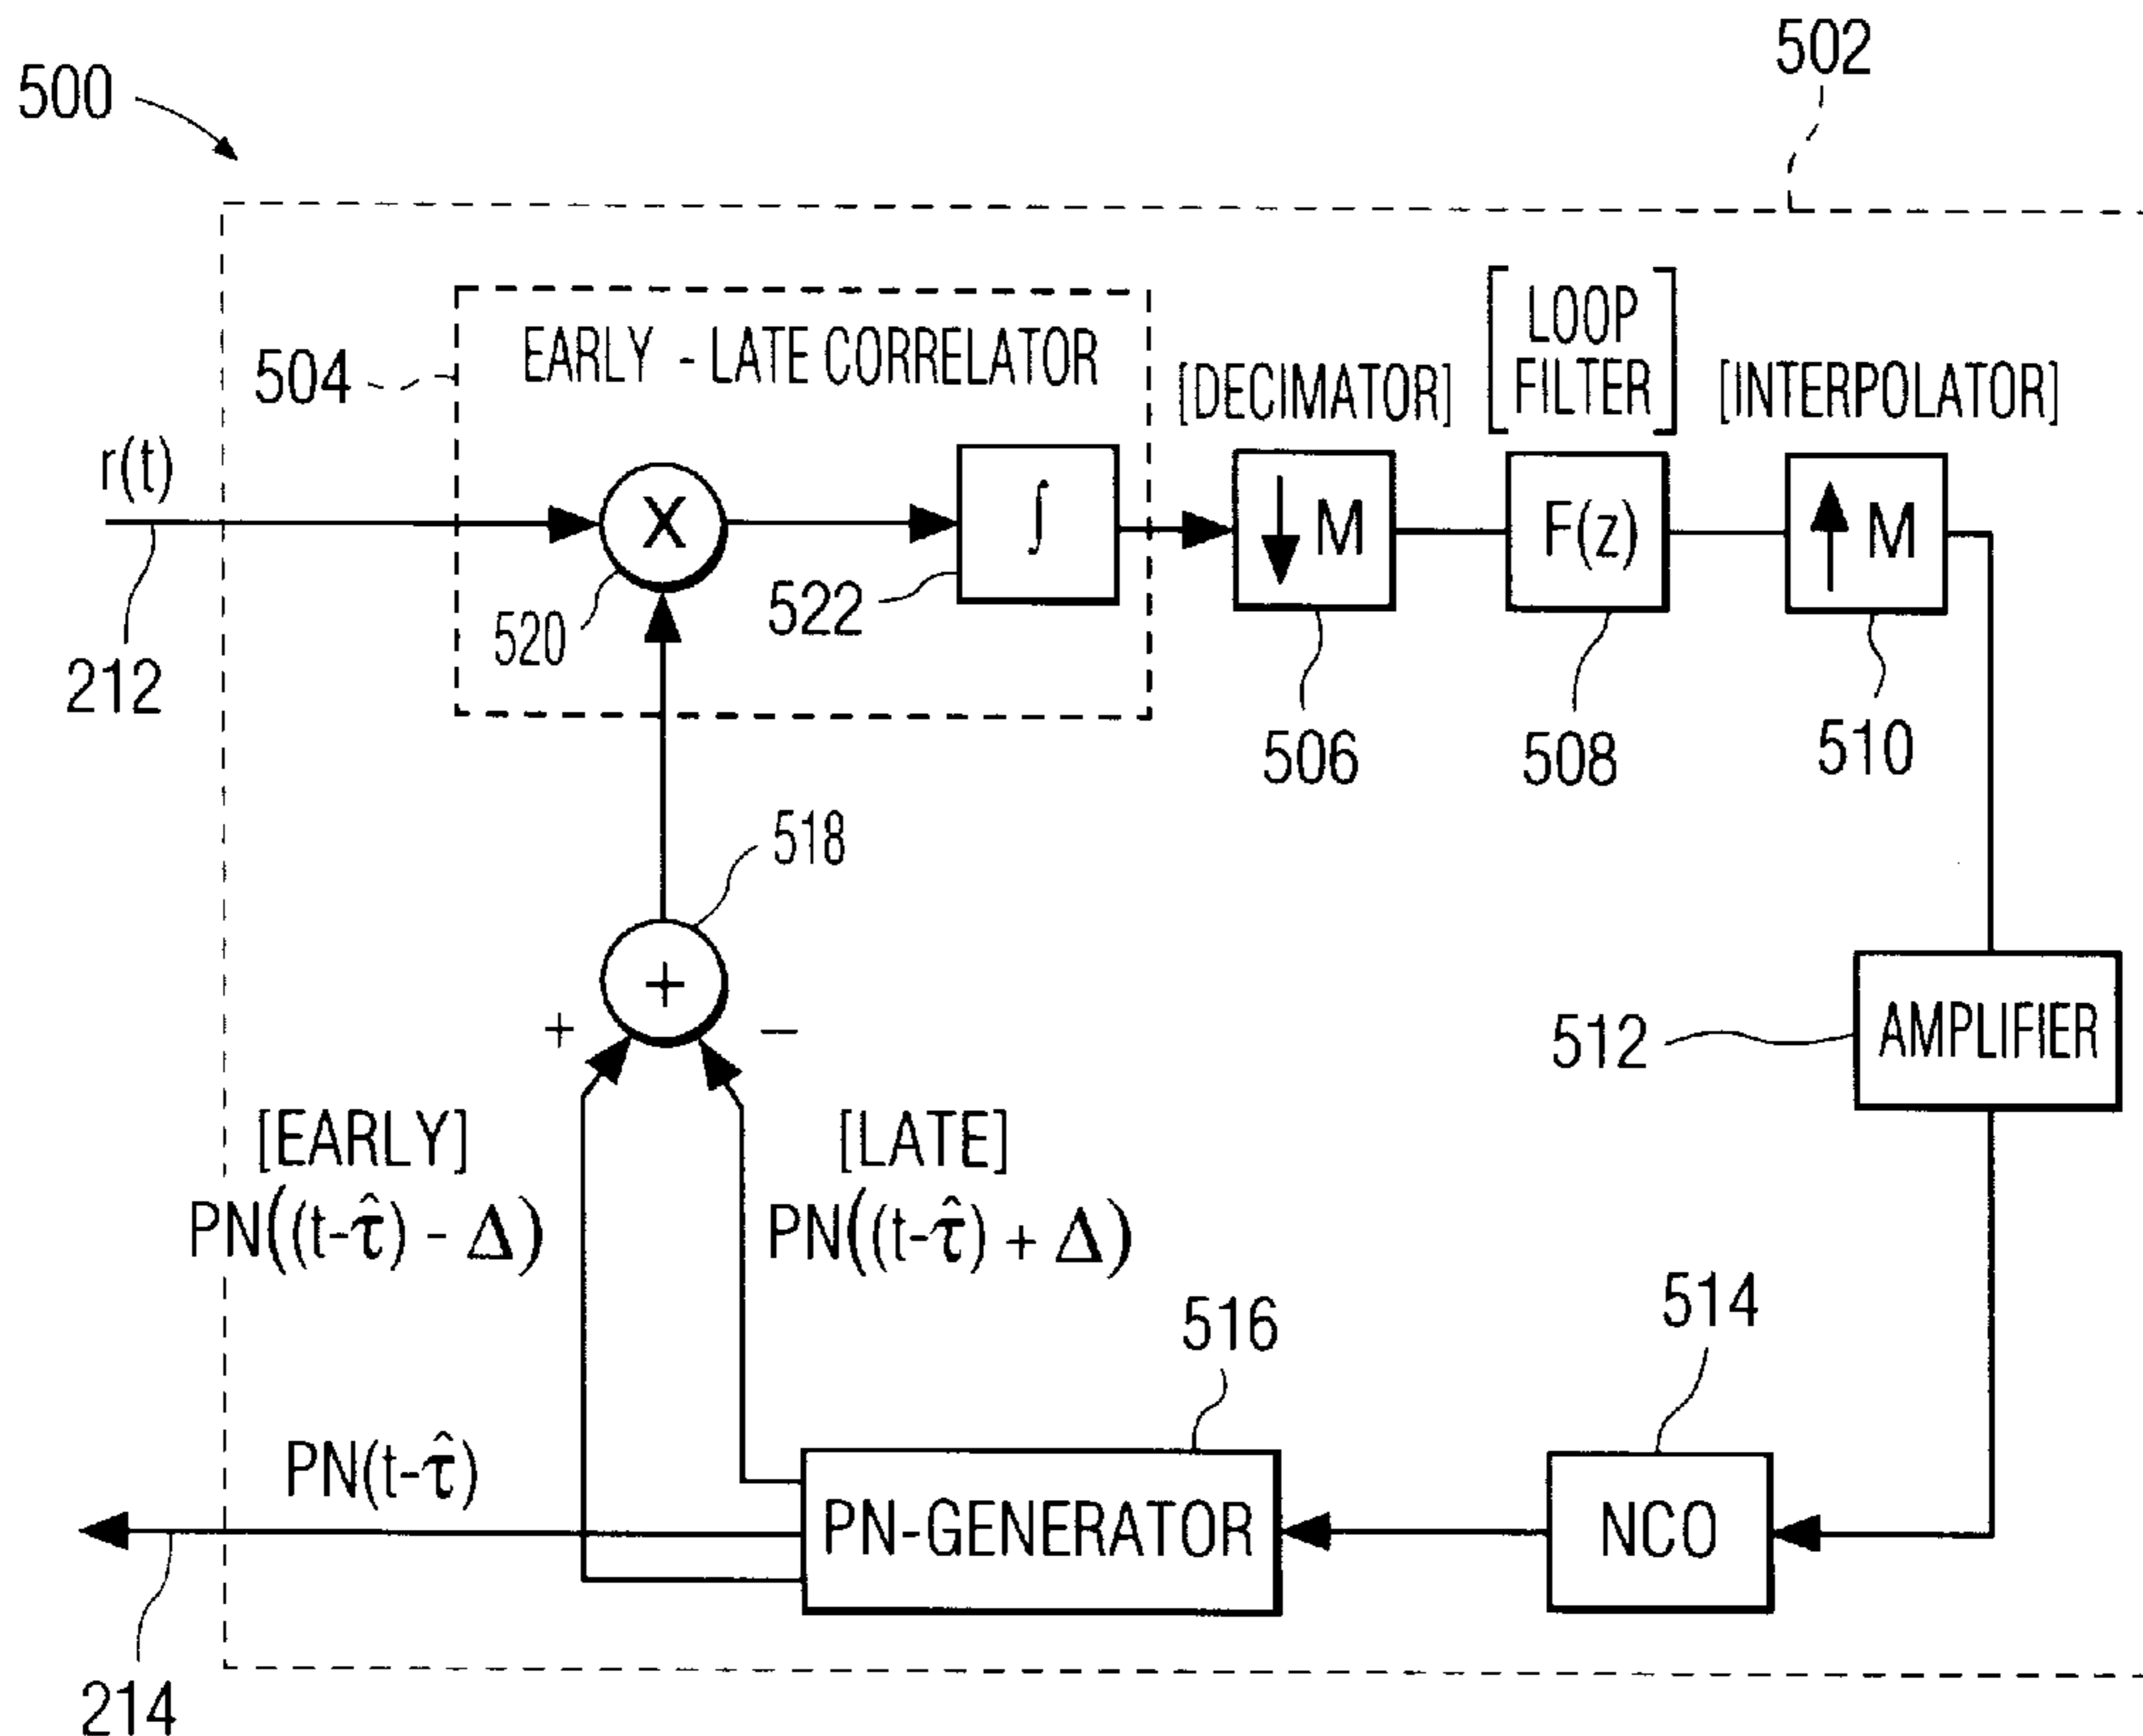 502
500
[LOOP
FILTER]
504
EARLY - LATE CORRELATOR
[DECIMATOR]
[INTERPOLATOR]
r(t)
X
∫
↓ M
F(z)
↑ M
520
522
212
506
508
510
518
+
+
−
512
AMPLIFIER
[EARLY]
PN((t-τ̂) - Δ)
[LATE]
PN((t-τ̂) + Δ)
516
514
PN(t-τ̂)
PN-GENERATOR
NCO
214